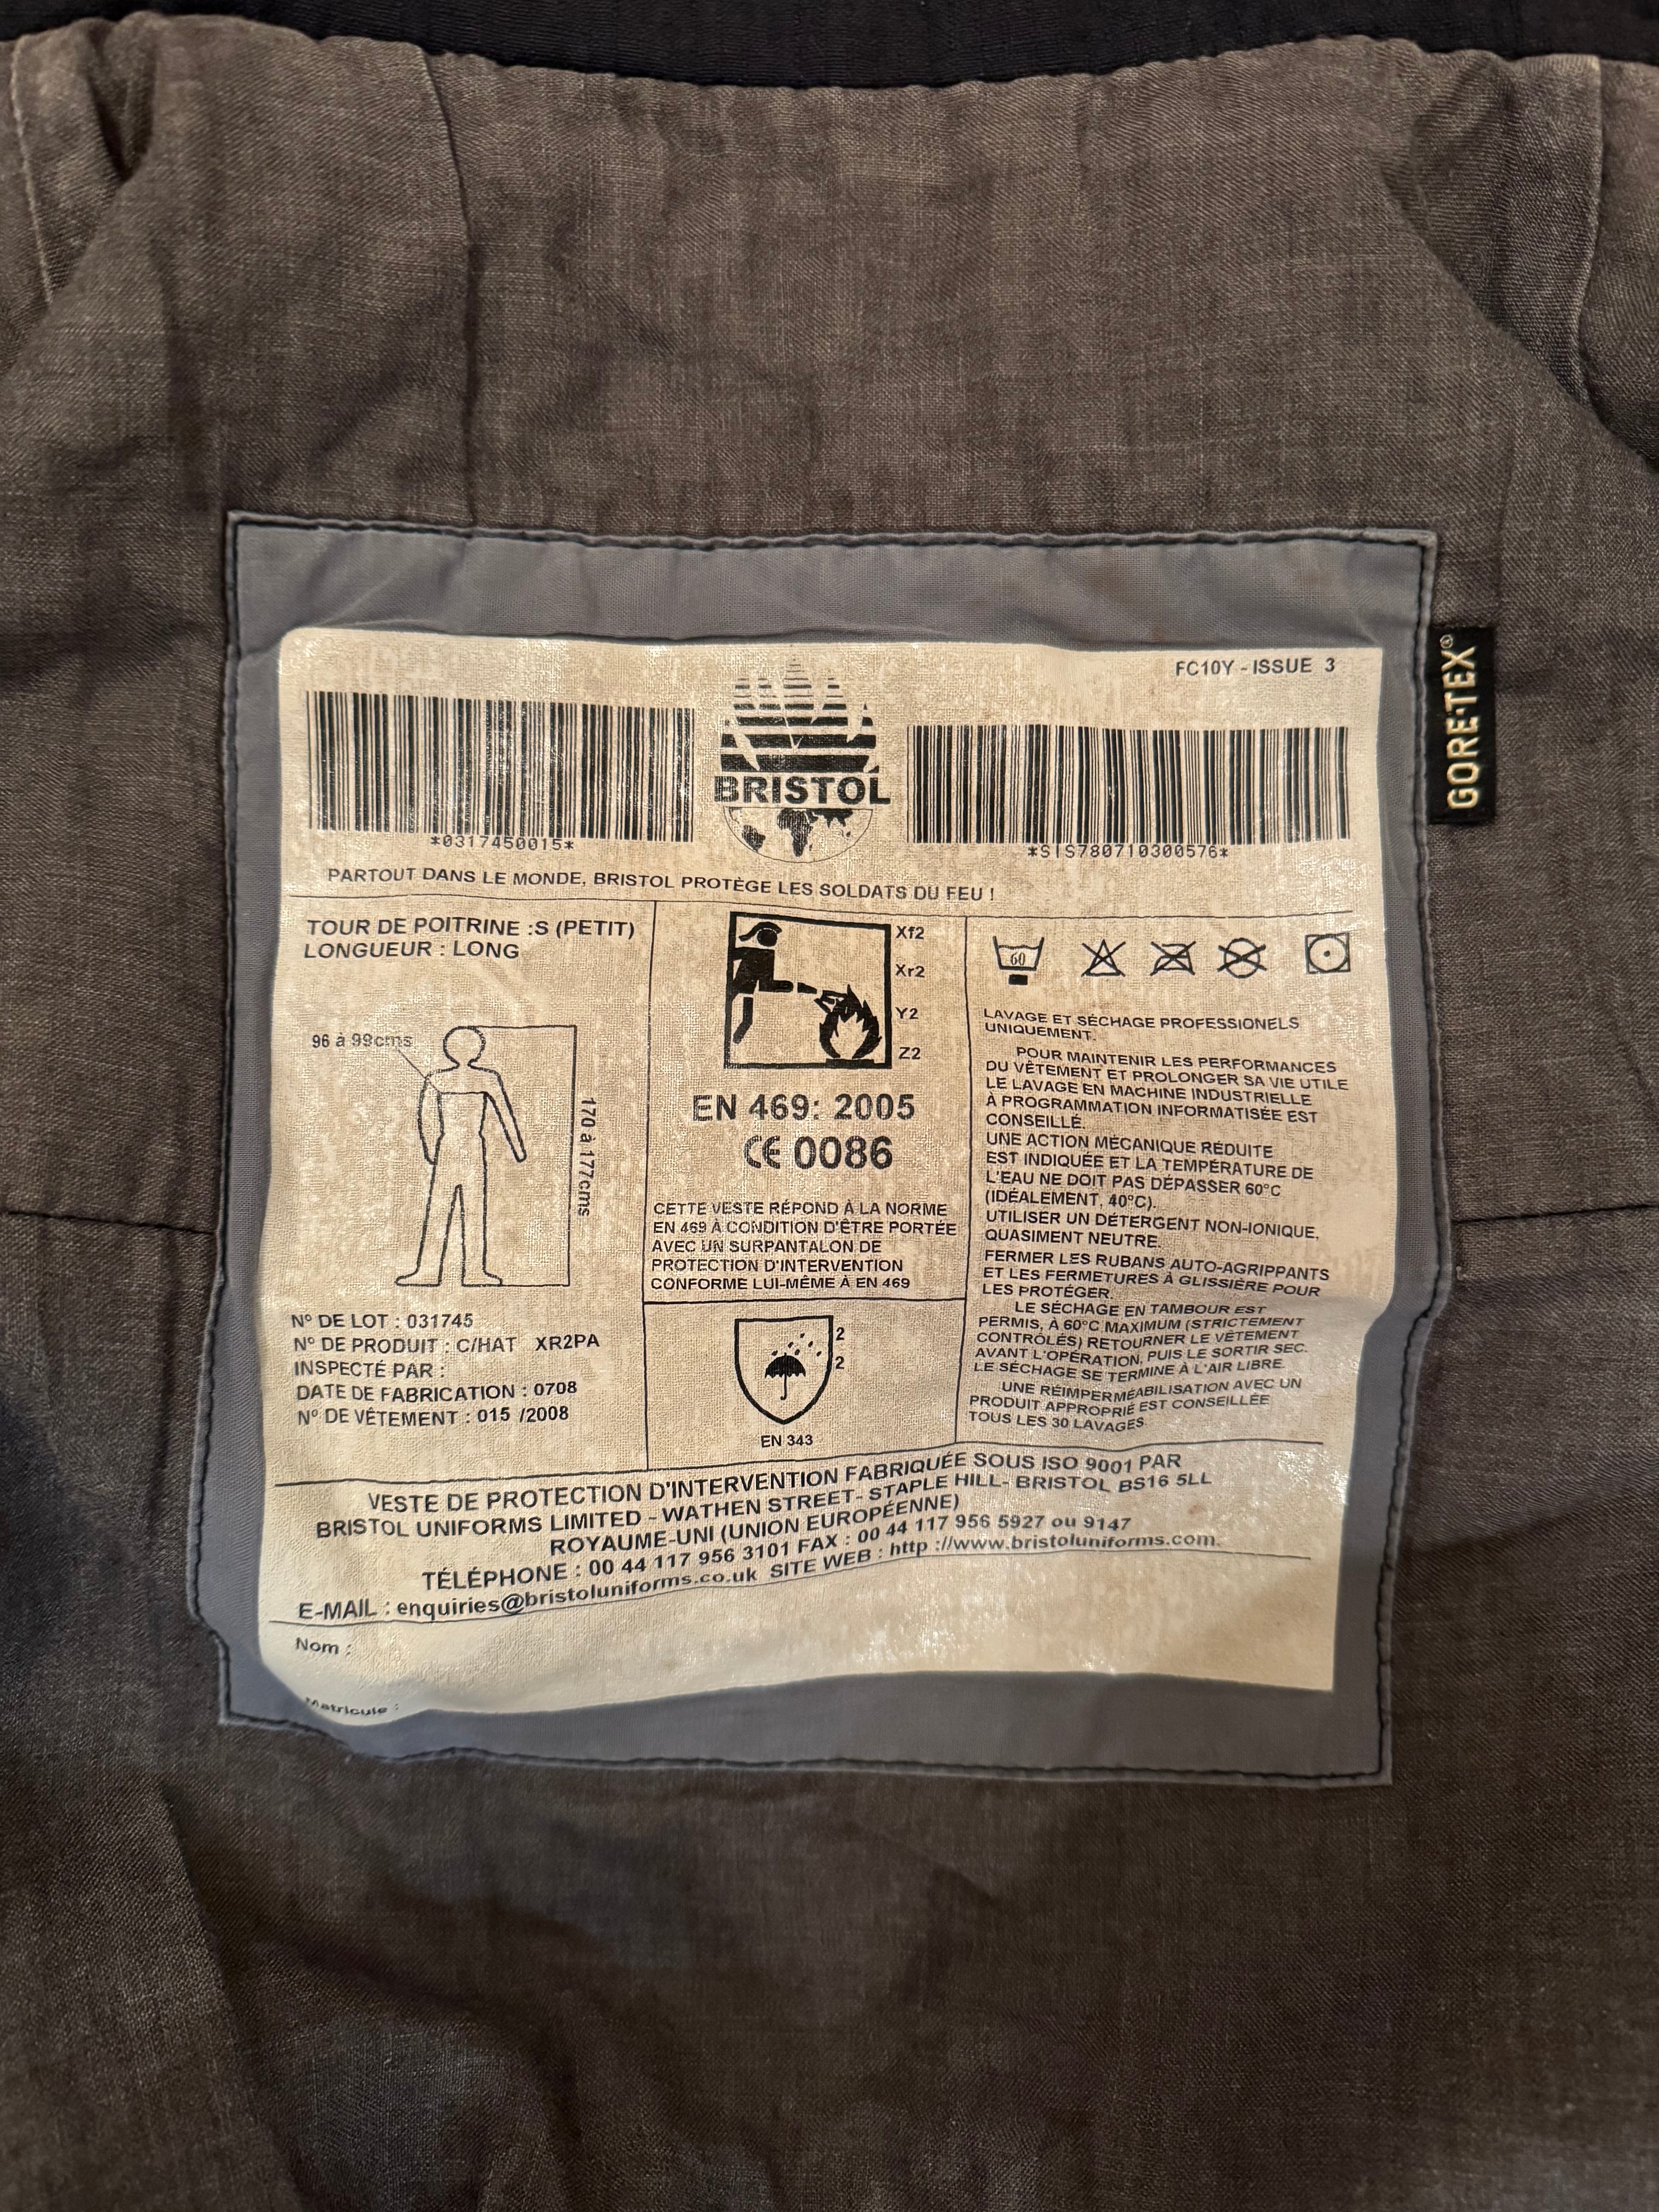 FC10Y - ISSUE 3
BRISTOL
*0317450015*
*SIS780710300576*
PARTOUT DANS LE MONDE, BRISTOL PROTÈGE LES SOLDATS DU FEU !
GORE-TEX®
TOUR DE POITRINE :S (PETIT)
LONGUEUR : LONG
96 à 99cms
170 à 177cms
Nº DE LOT : 031745
Nº DE PRODUIT : C/HAT XR2PA
INSPECTÉ PAR :
DATE DE FABRICATION : 0708
Nº DE VÊTEMENT : 015 /2008
Xf2
Xr2
Y2
Z2
EN 469: 2005
CE 0086
CETTE VESTE RÉPOND À LA NORME
EN 469 À CONDITION D'ÊTRE PORTÉE
AVEC UN SURPANTALON DE
PROTECTION D'INTERVENTION
CONFORME LUI-MÊME À EN 469
2
2
EN 343
60
LAVAGE ET SÉCHAGE PROFESSIONELS
UNIQUEMENT.
POUR MAINTENIR LES PERFORMANCES
DU VÊTEMENT ET PROLONGER SA VIE UTILE
LE LAVAGE EN MACHINE INDUSTRIELLE
À PROGRAMMATION INFORMATISÉE EST
CONSEILLÉ.
UNE ACTION MÉCANIQUE RÉDUITE
EST INDIQUÉE ET LA TEMPÉRATURE DE
L'EAU NE DOIT PAS DÉPASSER 60°C
(IDÉALEMENT, 40°C).
UTILISER UN DÉTERGENT NON-IONIQUE,
QUASIMENT NEUTRE.
FERMER LES RUBANS AUTO-AGRIPPANTS
ET LES FERMETURES À GLISSIÈRE POUR
LES PROTÉGER.
LE SÉCHAGE EN TAMBOUR EST
PERMIS, À 60°C MAXIMUM (STRICTEMENT
CONTRÔLÉS) RETOURNER LE VÊTEMENT
AVANT L'OPÉRATION, PUIS LE SORTIR SEC.
LE SÉCHAGE SE TERMINE À L'AIR LIBRE.
UNE RÉIMPERMÉABILISATION AVEC UN
PRODUIT APPROPRIÉ EST CONSEILLÉE
TOUS LES 30 LAVAGES
VESTE DE PROTECTION D'INTERVENTION FABRIQUÉE SOUS ISO 9001 PAR
BRISTOL UNIFORMS LIMITED - WATHEN STREET- STAPLE HILL- BRISTOL BS16 5LL
ROYAUME-UNI (UNION EUROPÉENNE)
TÉLÉPHONE : 00 44 117 956 3101 FAX : 00 44 117 956 5927 ou 9147
E-MAIL : enquiries@bristoluniforms.co.uk SITE WEB : http ://www.bristoluniforms.com.
Nom :
Matricule :